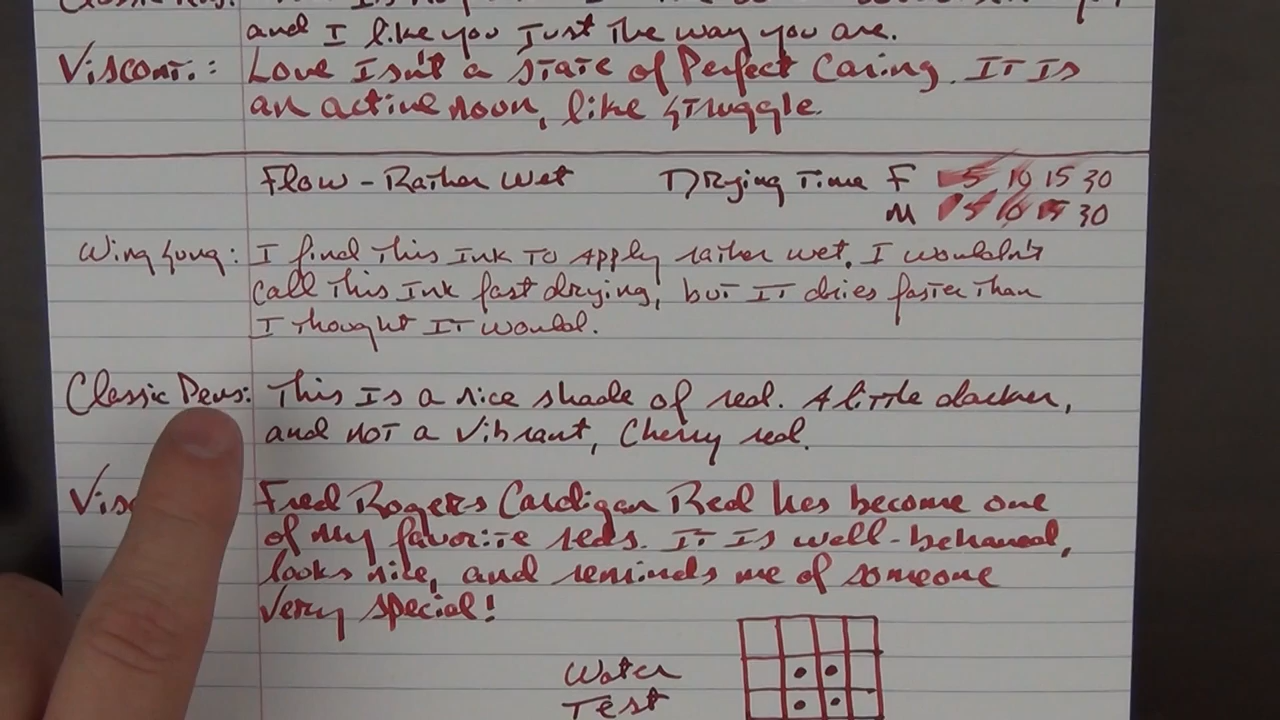 and I like you Just The way you are.
Visconti: Love Isn't a state of Perfect Caring. It Is
an active noun, like struggle.
Flow - Rather Wet Drying Time F 5 10 15 30
M 5 10 15 30
Wing Sung: I find This Ink To Apply rather wet. I wouldn't
call This Ink fast drying, but IT dries faster Than
I Thought IT would.
Classic Pens: This Is a nice shade of red. A little darker,
and not a vibrant, Cherry red.
Fred Rogers Cardigan Red has become one
of my favorite reds. IT Is well-behaved,
looks nice, and reminds me of someone
very special!
Water
Test